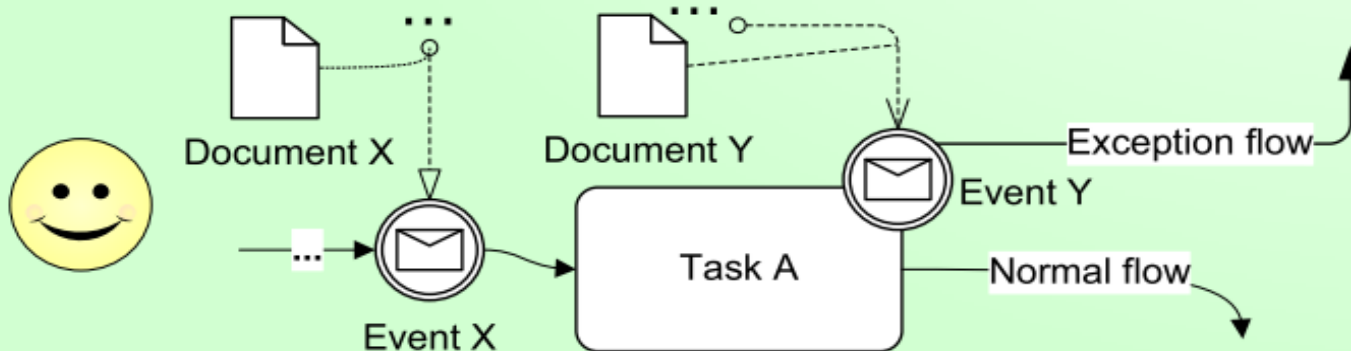 ...
...
Document X
Document Y
Exception flow
Event Y
...
Task A
Normal flow
Event X